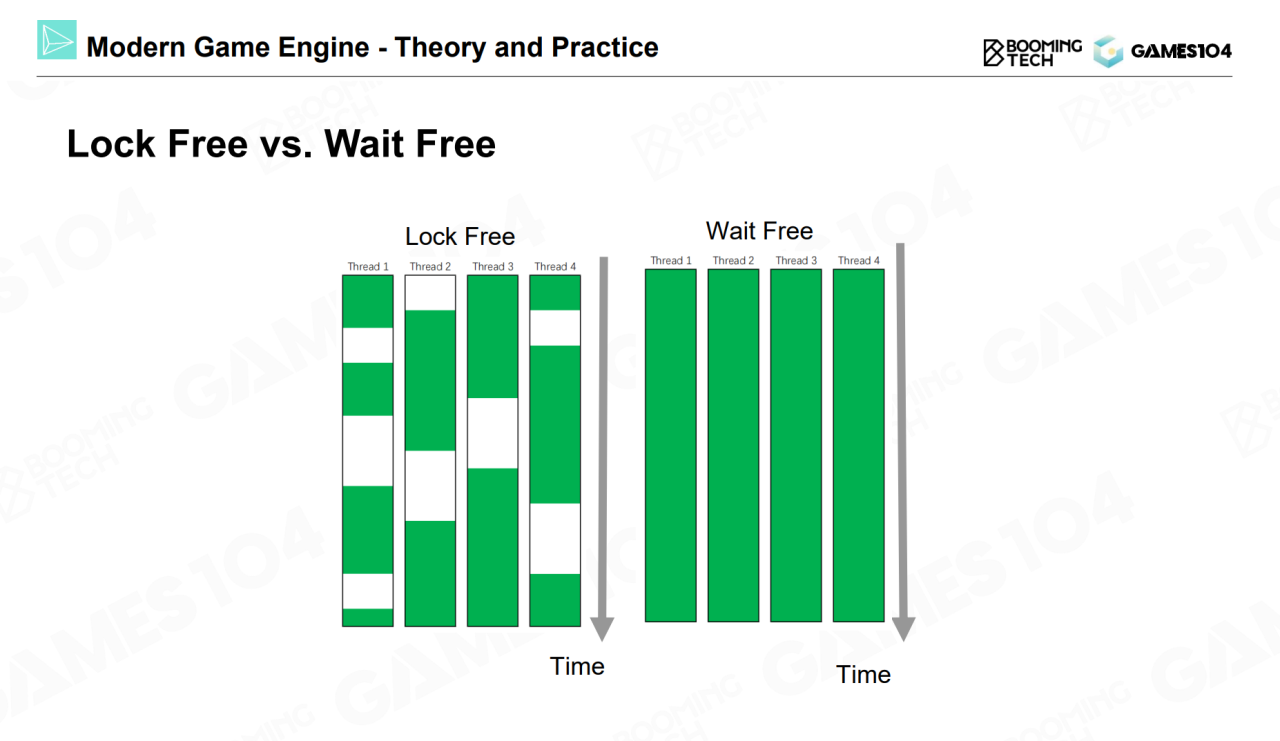 Modern Game Engine - Theory and Practice
BOOMING
TECH
GAMES104
Lock Free vs. Wait Free
Lock Free
Thread 1 Thread 2 Thread 3 Thread 4
Time
Wait Free
Thread 1 Thread 2 Thread 3 Thread 4
Time